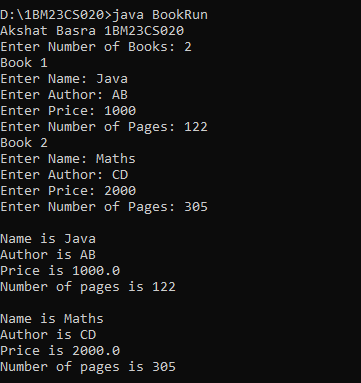 D:\1BM23CS020>java BookRun
Akshat Basra 1BM23CS020
Enter Number of Books: 2
Book 1
Enter Name: Java
Enter Author: AB
Enter Price: 1000
Enter Number of Pages: 122
Book 2
Enter Name: Maths
Enter Author: CD
Enter Price: 2000
Enter Number of Pages: 305

Name is Java
Author is AB
Price is 1000.0
Number of pages is 122

Name is Maths
Author is CD
Price is 2000.0
Number of pages is 305